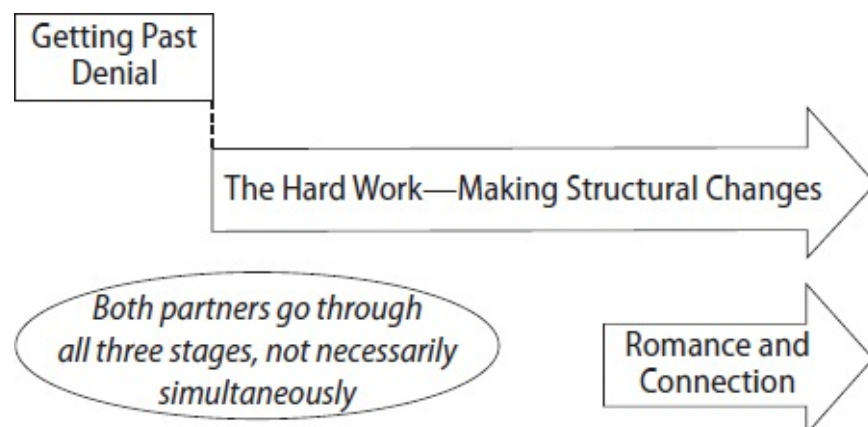 Getting Past
Denial
The Hard Work—Making Structural Changes
Both partners go through
all three stages, not necessarily
simultaneously
Romance and
Connection